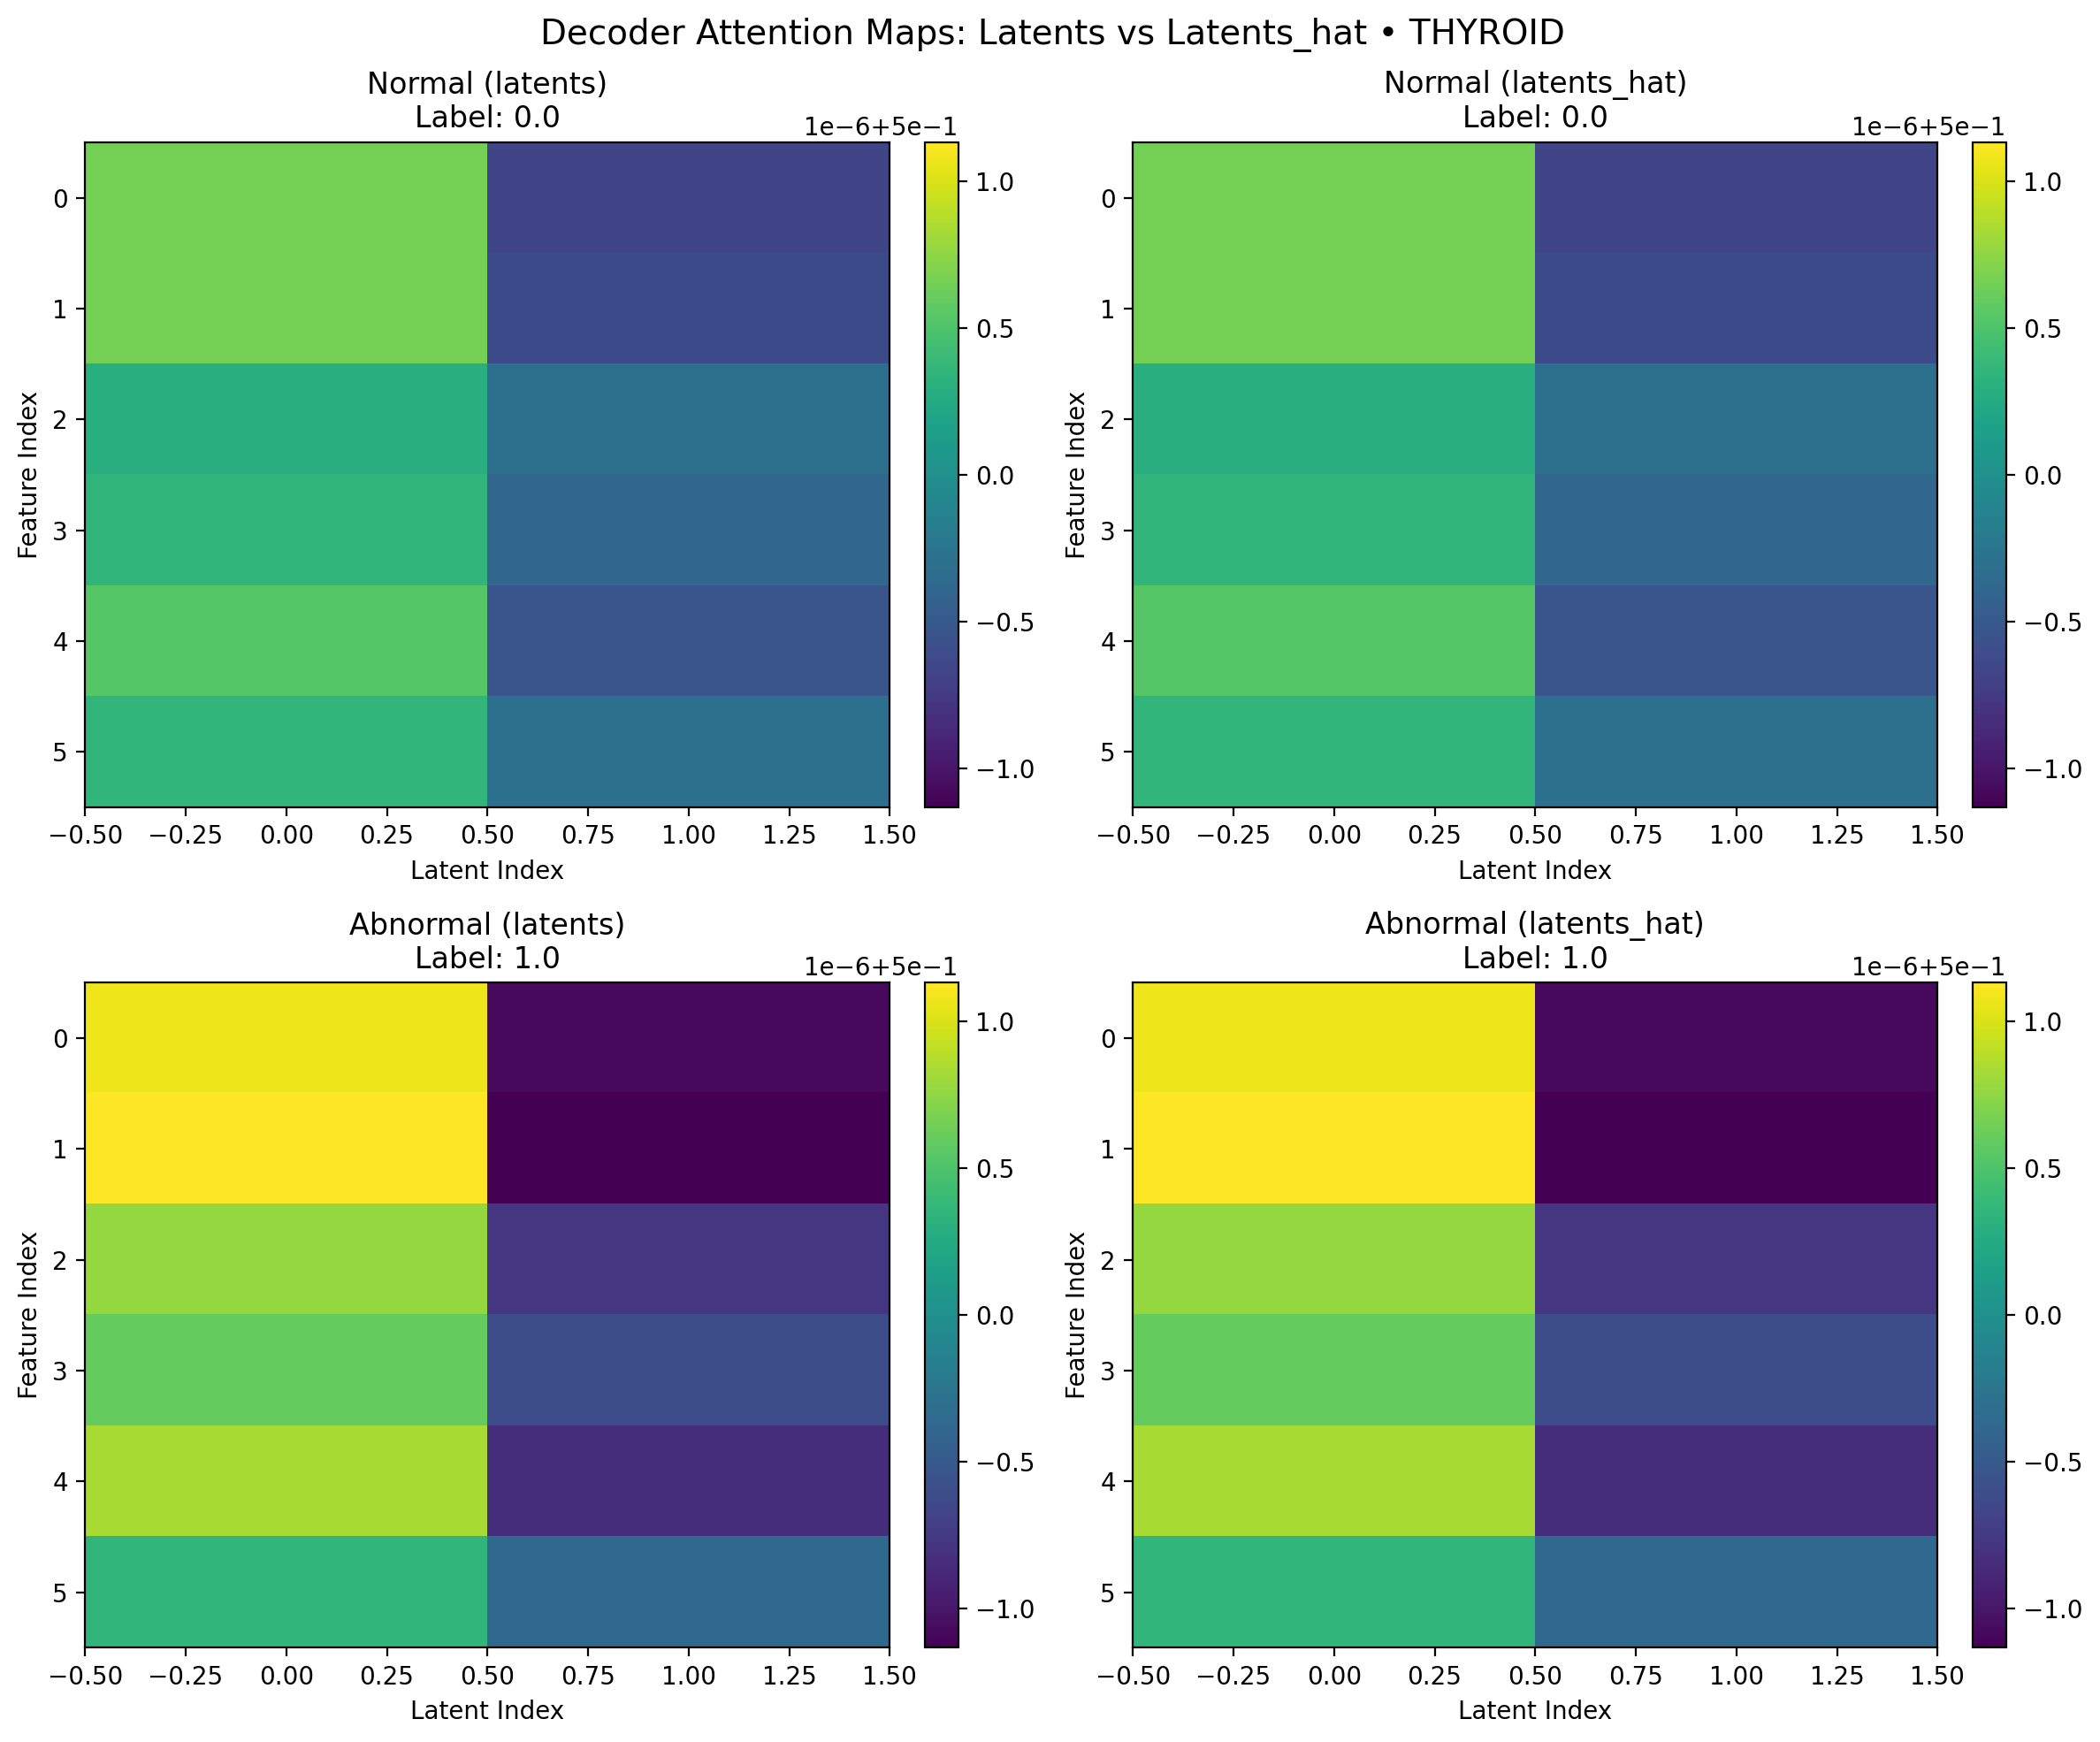 Decoder Attention Maps: Latents vs Latents_hat • THYROID
Normal (latents)
Label: 0.0
1e−6+5e−1
Feature Index
0
1
2
3
4
5
1.0
0.5
0.0
−0.5
−1.0
−0.50 −0.25 0.00 0.25 0.50 0.75 1.00 1.25 1.50
Latent Index
Normal (latents_hat)
Label: 0.0
1e−6+5e−1
Feature Index
0
1
2
3
4
5
1.0
0.5
0.0
−0.5
−1.0
−0.50 −0.25 0.00 0.25 0.50 0.75 1.00 1.25 1.50
Latent Index
Abnormal (latents)
Label: 1.0
1e−6+5e−1
Feature Index
0
1
2
3
4
5
1.0
0.5
0.0
−0.5
−1.0
−0.50 −0.25 0.00 0.25 0.50 0.75 1.00 1.25 1.50
Latent Index
Abnormal (latents_hat)
Label: 1.0
1e−6+5e−1
Feature Index
0
1
2
3
4
5
1.0
0.5
0.0
−0.5
−1.0
−0.50 −0.25 0.00 0.25 0.50 0.75 1.00 1.25 1.50
Latent Index